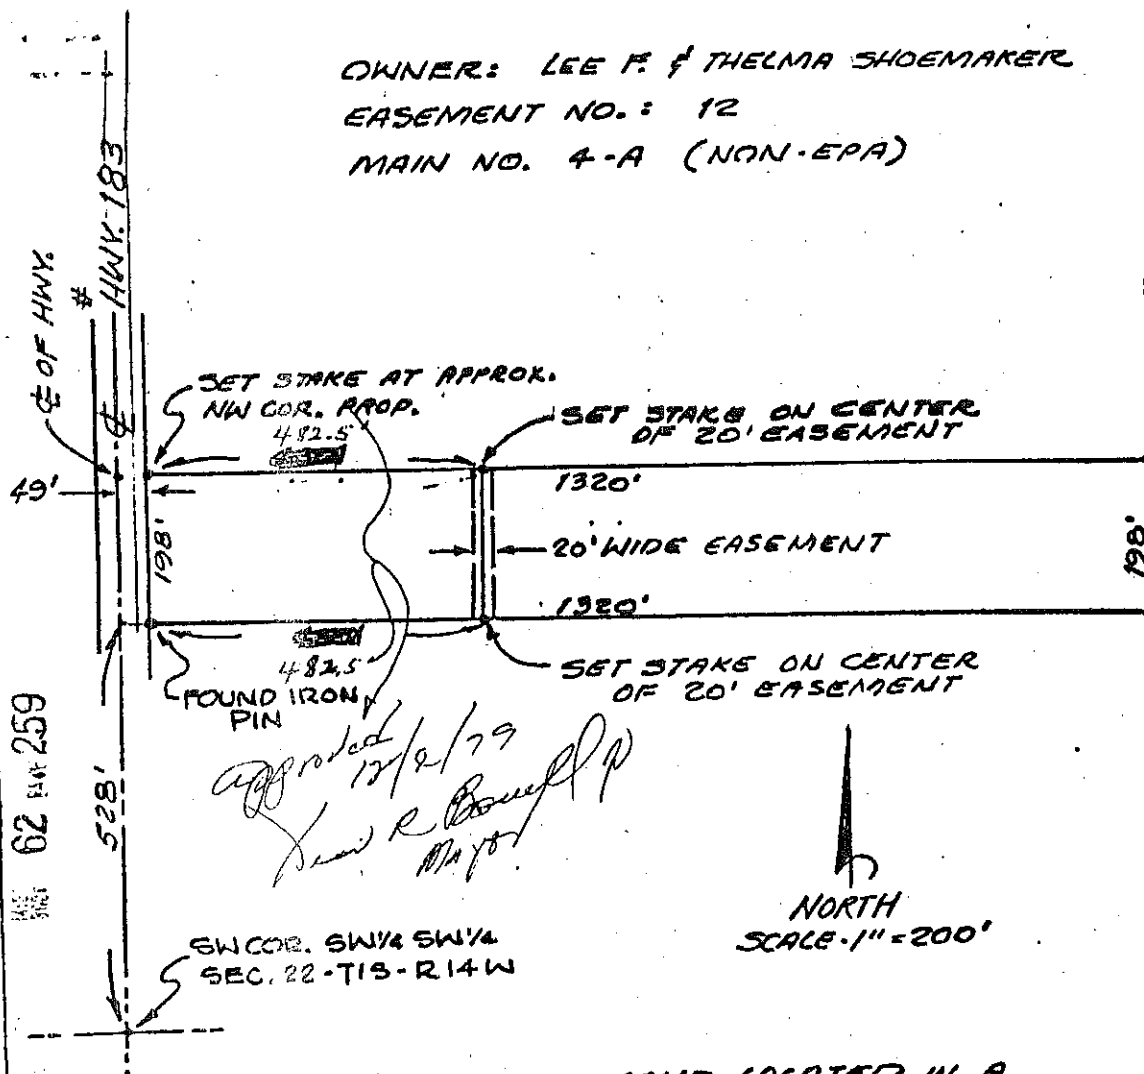 OWNER: LEE F. & THELMA SHOEMAKER
EASEMENT NO.: 12
MAIN NO. 4-A (NON-EPA)
℄ OF HWY.
# HWY. 183
℄
SET STAKE AT APPROX.
NW COR. PROP.
482.5
SET STAKE ON CENTER
OF 20' EASEMENT
49'
1320'
198'
20' WIDE EASEMENT
198'
1320'
482.5
FOUND IRON
PIN
SET STAKE ON CENTER
OF 20' EASEMENT
approved
12/2/79
R
Mayor
528'
62 PAGE 259
NORTH
SCALE - 1" = 200'
SW COR. SW1/4 SW1/4
SEC. 22-T1S-R14W
LOCATED IN A